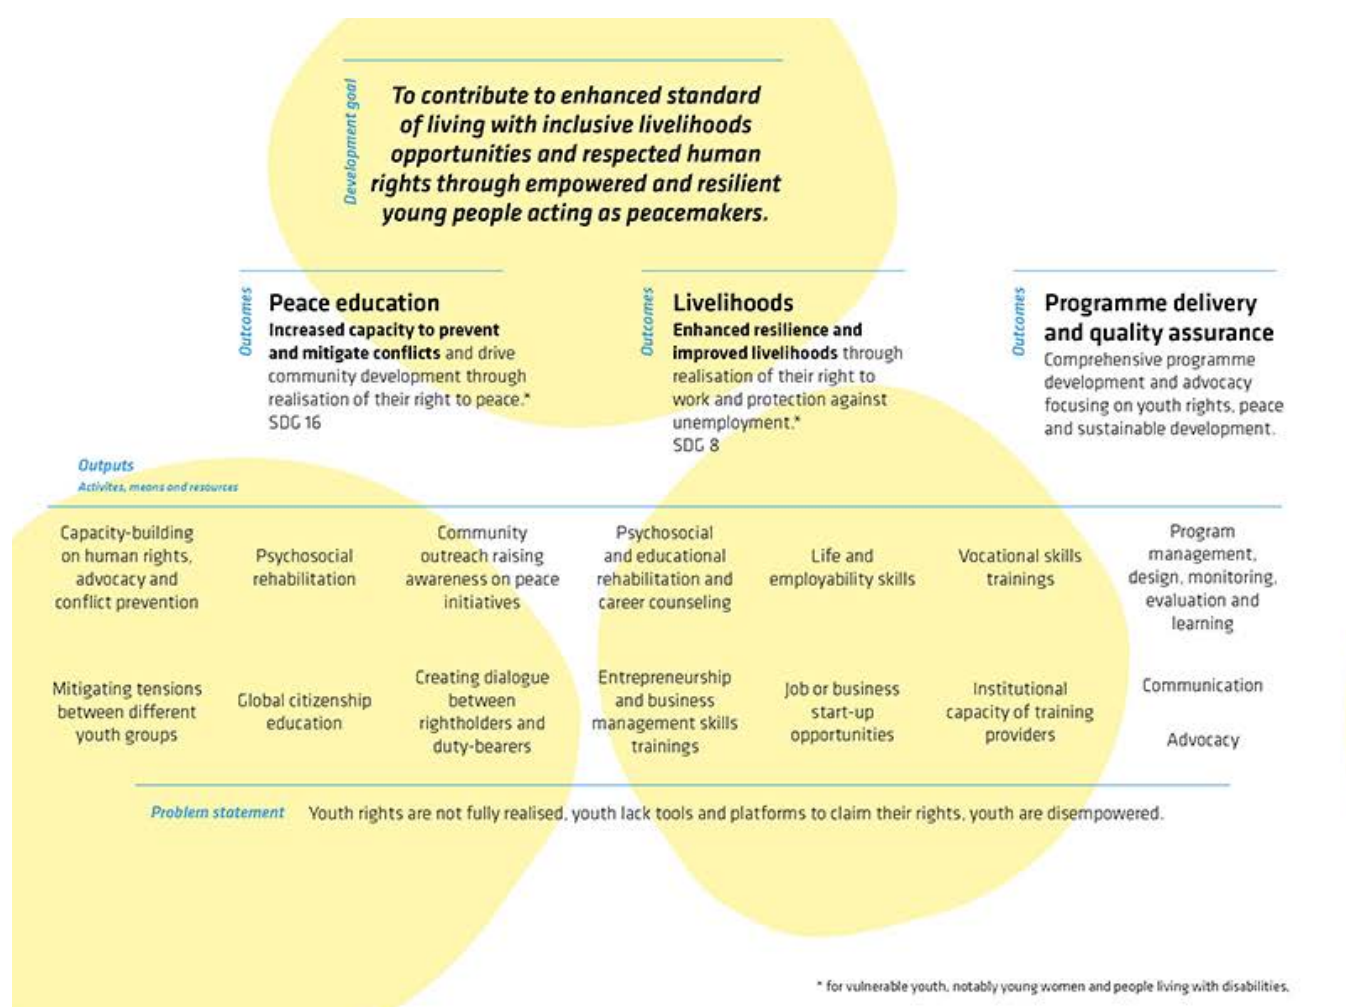 Development goal
To contribute to enhanced standard
of living with inclusive livelihoods
opportunities and respected human
rights through empowered and resilient
young people acting as peacemakers.
Outcomes
Peace education
Increased capacity to prevent
and mitigate conflicts and drive
community development through
realisation of their right to peace.*
SDG 16
Outcomes
Livelihoods
Enhanced resilience and
improved livelihoods through
realisation of their right to
work and protection against
unemployment.*
SDG 8
Outcomes
Programme delivery
and quality assurance
Comprehensive programme
development and advocacy
focusing on youth rights, peace
and sustainable development.
Outputs
Activites, means and resources
Capacity-building
on human rights,
advocacy and
conflict prevention
Psychosocial
rehabilitation
Community
outreach raising
awareness on peace
initiatives
Psychosocial
and educational
rehabilitation and
career counseling
Life and
employability skills
Vocational skills
trainings
Program
management,
design, monitoring,
evaluation and
learning
Mitigating tensions
between different
youth groups
Global citizenship
education
Creating dialogue
between
rightholders and
duty-bearers
Entrepreneurship
and business
management skills
trainings
Job or business
start-up
opportunities
Institutional
capacity of training
providers
Communication
Advocacy
Problem statement Youth rights are not fully realised, youth lack tools and platforms to claim their rights, youth are disempowered.
* for vulnerable youth, notably young women and people living with disabilities.